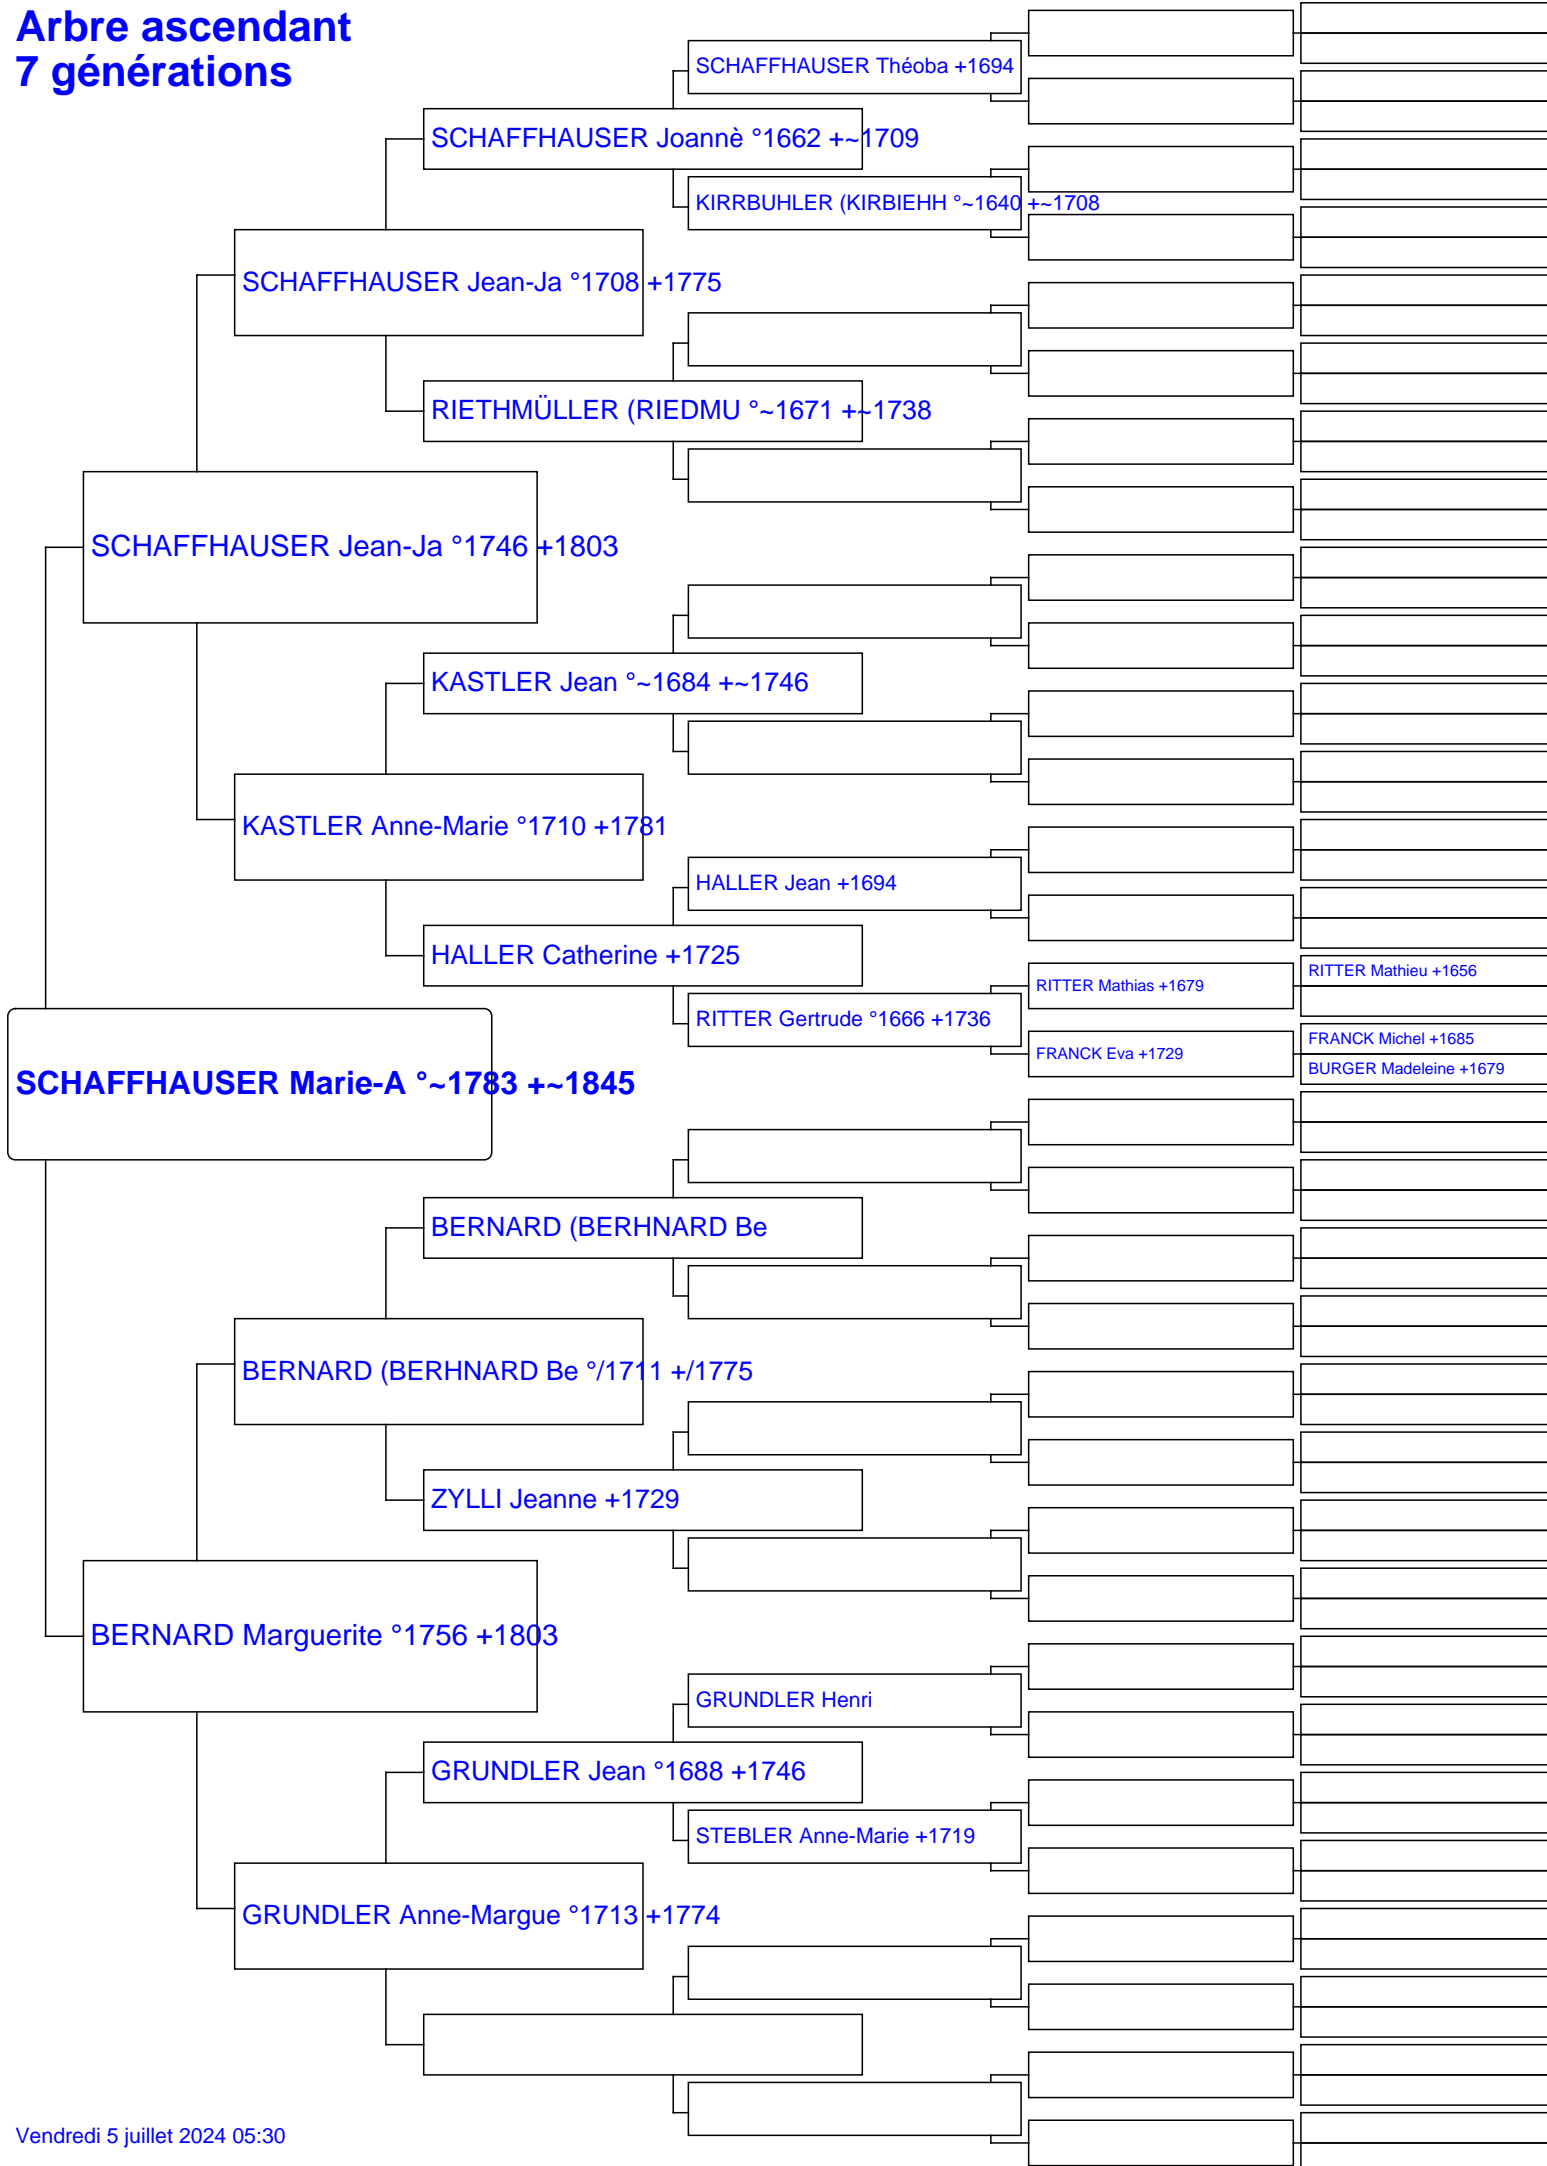 Arbre ascendant
7 générations
SCHAFFHAUSER Théoba +1694
SCHAFFHAUSER Joannè °1662 +~1709
KIRRBUHLER (KIRBIEHH °~1640 +~1708
SCHAFFHAUSER Jean-Ja °1708 +1775
RIETHMÜLLER (RIEDMU °~1671 +~1738
SCHAFFHAUSER Jean-Ja °1746 +1803
KASTLER Jean °~1684 +~1746
KASTLER Anne-Marie °1710 +1781
HALLER Jean +1694
HALLER Catherine +1725
RITTER Mathieu +1656
RITTER Mathias +1679
RITTER Gertrude °1666 +1736
FRANCK Michel +1685
FRANCK Eva +1729
BURGER Madeleine +1679
SCHAFFHAUSER Marie-A °~1783 +~1845
BERNARD (BERHNARD Be
BERNARD (BERHNARD Be °/1711 +/1775
ZYLLI Jeanne +1729
BERNARD Marguerite °1756 +1803
GRUNDLER Henri
GRUNDLER Jean °1688 +1746
STEBLER Anne-Marie +1719
GRUNDLER Anne-Margue °1713 +1774
Vendredi 5 juillet 2024 05:30